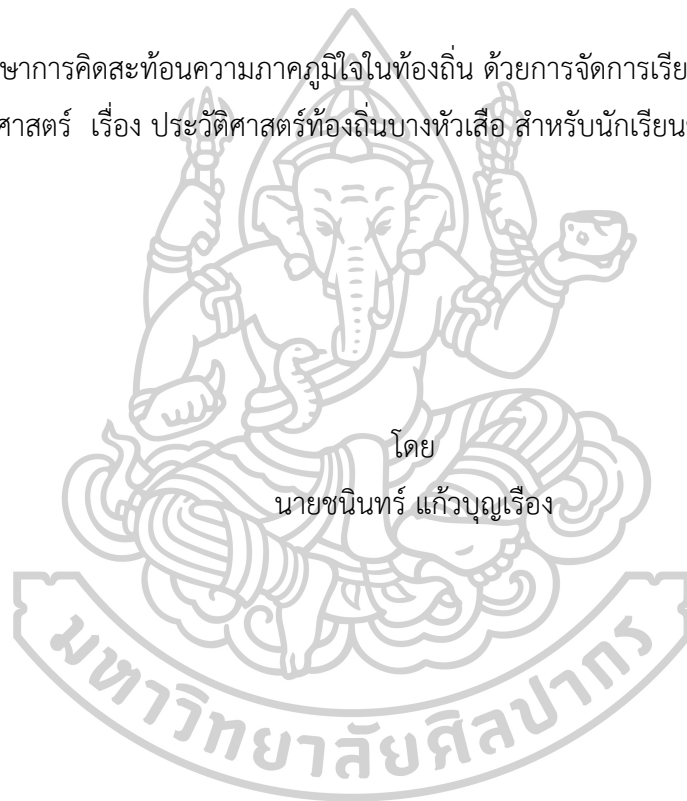 ษาการคิดสะท้อนความภาคภูมิใจในท้องถิ่น ด้วยการจัดการเรีย
ศาสตร์ เรื่อง ประวัติศาสตร์ท้องถิ่นบางหัวเสือ สำหรับนักเรียน
โดย
นายชนินทร์ แก้วบุญเรือง
มหาวิทยาลัยศิลปากร